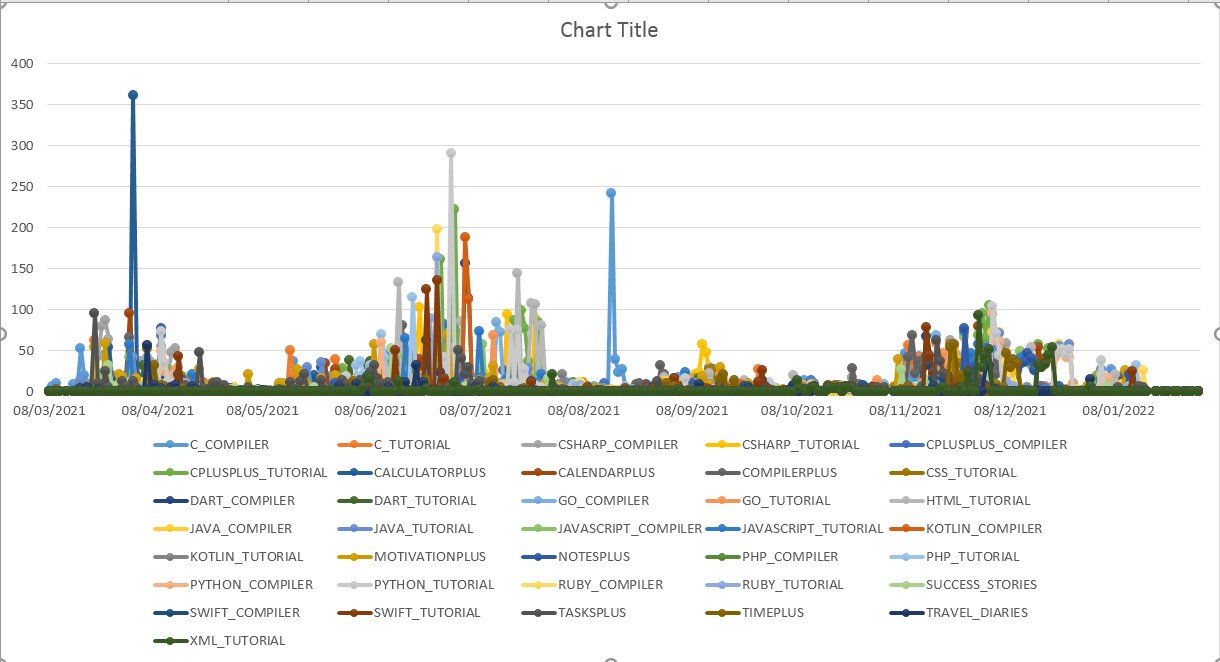 Chart Title
400
350
300
250
200
150
100
50
0
08/03/2021 08/04/2021 08/05/2021 08/06/2021 08/07/2021 08/08/2021 08/09/2021 08/10/2021 08/11/2021 08/12/2021 08/01/2022
C_COMPILER C_TUTORIAL CSHARP_COMPILER CSHARP_TUTORIAL CPLUSPLUS_COMPILER
CPLUSPLUS_TUTORIAL CALCULATORPLUS CALENDARPLUS COMPILERPLUS CSS_TUTORIAL
DART_COMPILER DART_TUTORIAL GO_COMPILER GO_TUTORIAL HTML_TUTORIAL
JAVA_COMPILER JAVA_TUTORIAL JAVASCRIPT_COMPILER JAVASCRIPT_TUTORIAL KOTLIN_COMPILER
KOTLIN_TUTORIAL MOTIVATIONPLUS NOTESPLUS PHP_COMPILER PHP_TUTORIAL
PYTHON_COMPILER PYTHON_TUTORIAL RUBY_COMPILER RUBY_TUTORIAL SUCCESS_STORIES
SWIFT_COMPILER SWIFT_TUTORIAL TASKSPLUS TIMEPLUS TRAVEL_DIARIES
XML_TUTORIAL